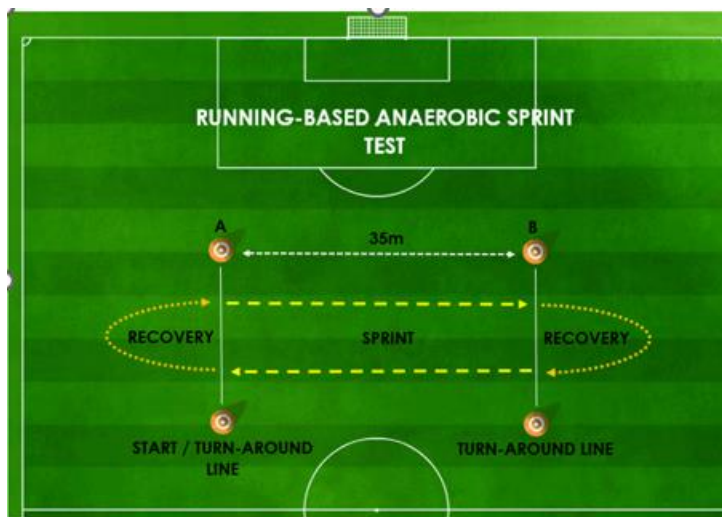 RUNNING-BASED ANAEROBIC SPRINT
TEST
A
B
35m
RECOVERY
SPRINT
RECOVERY
START / TURN-AROUND
LINE
TURN-AROUND LINE